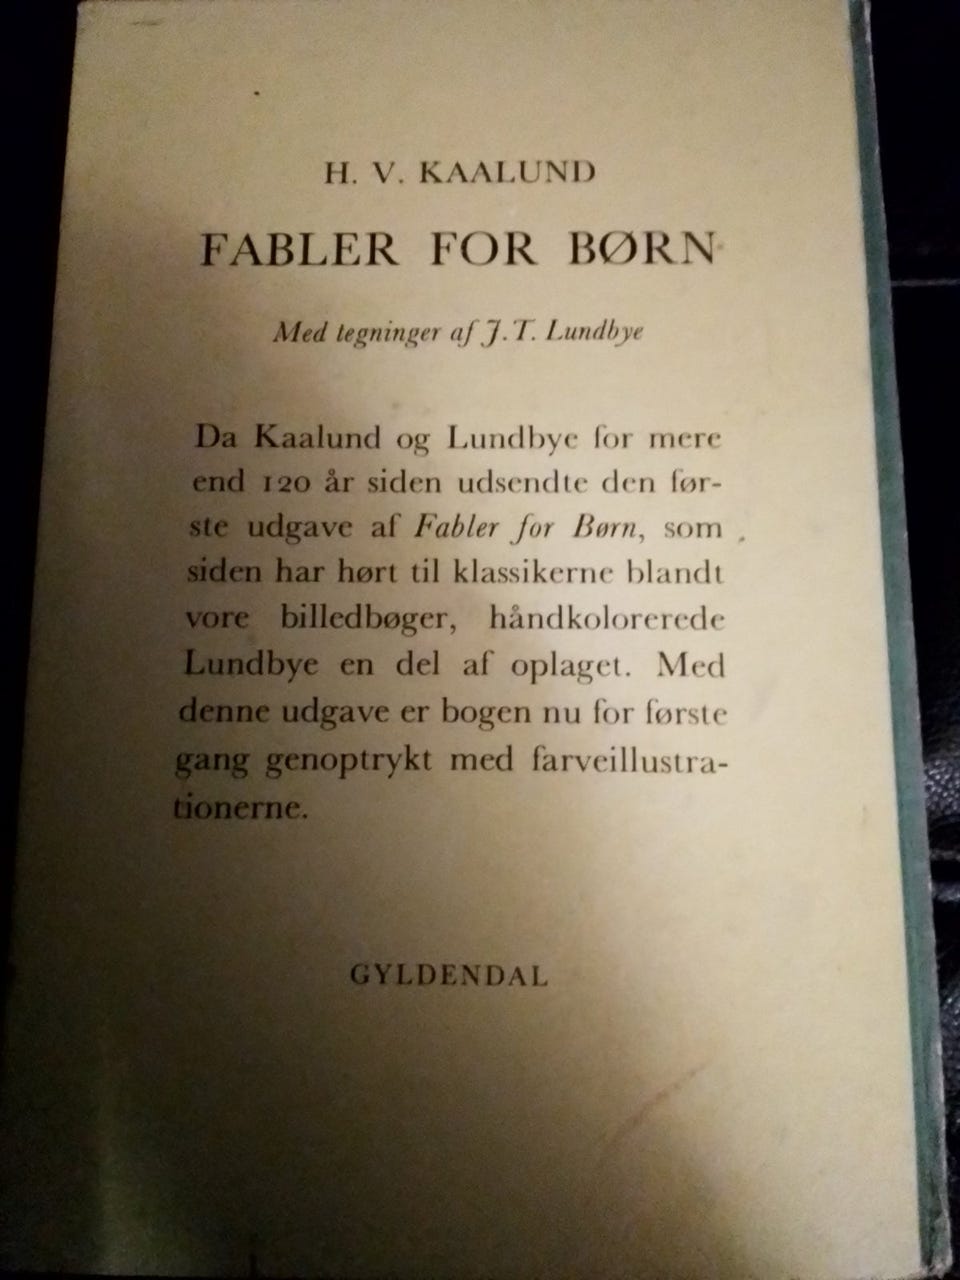 H. V. KAALUND
FABLER FOR BØRN
Med tegninger af J. T. Lundbye
Da Kaalund og Lundbye for mere
end 120 år siden udsendte den før-
ste udgave af Fabler for Børn, som
siden har hørt til klassikerne blandt
vore billedbøger, håndkolorerede
Lundbye en del af oplaget. Med
denne udgave er bogen nu for første
gang genoptrykt med farveillustra-
tionerne.
GYLDENDAL